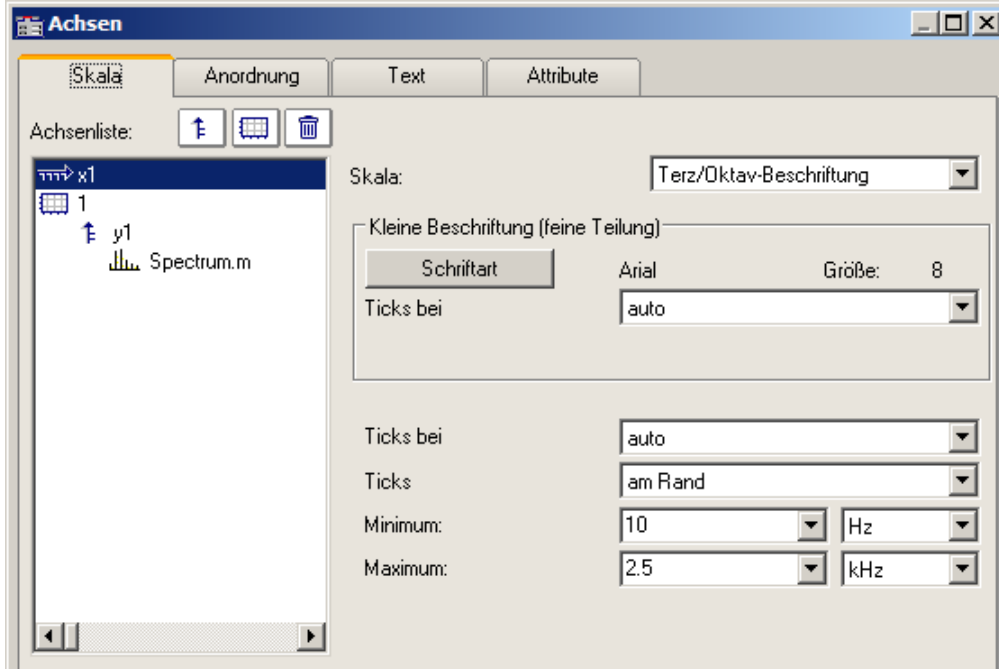 Achsen
Skala Anordnung Text Attribute
Achsenliste:
x1
1
y1
Spectrum.m
Skala: Terz/Oktav-Beschriftung
Kleine Beschriftung (feine Teilung)
Schriftart Arial Größe: 8
Ticks bei auto
Ticks bei auto
Ticks am Rand
Minimum: 10 Hz
Maximum: 2.5 kHz